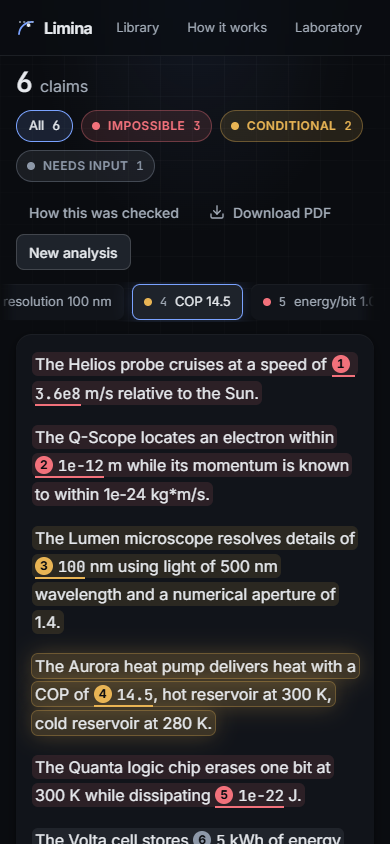 Limina Library How it works Laboratory
6 claims
All 6 IMPOSSIBLE 3 CONDITIONAL 2
NEEDS INPUT 1
How this was checked Download PDF
New analysis
resolution 100 nm 4 COP 14.5 5 energy/bit 1.0
The Helios probe cruises at a speed of 1
3.6e8 m/s relative to the Sun.
The Q-Scope locates an electron within
2 1e-12 m while its momentum is known
to within 1e-24 kg*m/s.
The Lumen microscope resolves details of
3 100 nm using light of 500 nm
wavelength and a numerical aperture of
1.4.
The Aurora heat pump delivers heat with a
COP of 4 14.5, hot reservoir at 300 K,
cold reservoir at 280 K.
The Quanta logic chip erases one bit at
300 K while dissipating 5 1e-22 J.
The Volta cell stores 6 5 kWh of energy